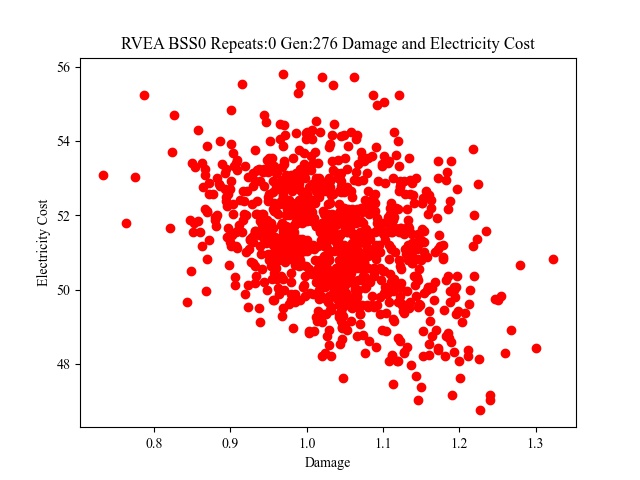 RVEA BSS0 Repeats:0 Gen:276 Damage and Electricity Cost
56
54
52
50
48
Electricity Cost
0.8 0.9 1.0 1.1 1.2 1.3
Damage